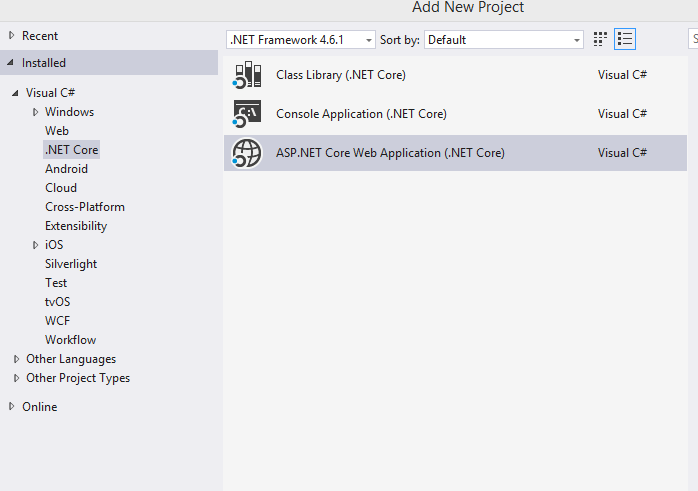 Add New Project
Recent
Installed
.NET Framework 4.6.1 Sort by: Default
Visual C#
Windows
Web
.NET Core
Android
Cloud
Cross-Platform
Extensibility
iOS
Silverlight
Test
tvOS
WCF
Workflow
Other Languages
Other Project Types
Online
Class Library (.NET Core) Visual C#
Console Application (.NET Core) Visual C#
ASP.NET Core Web Application (.NET Core) Visual C#